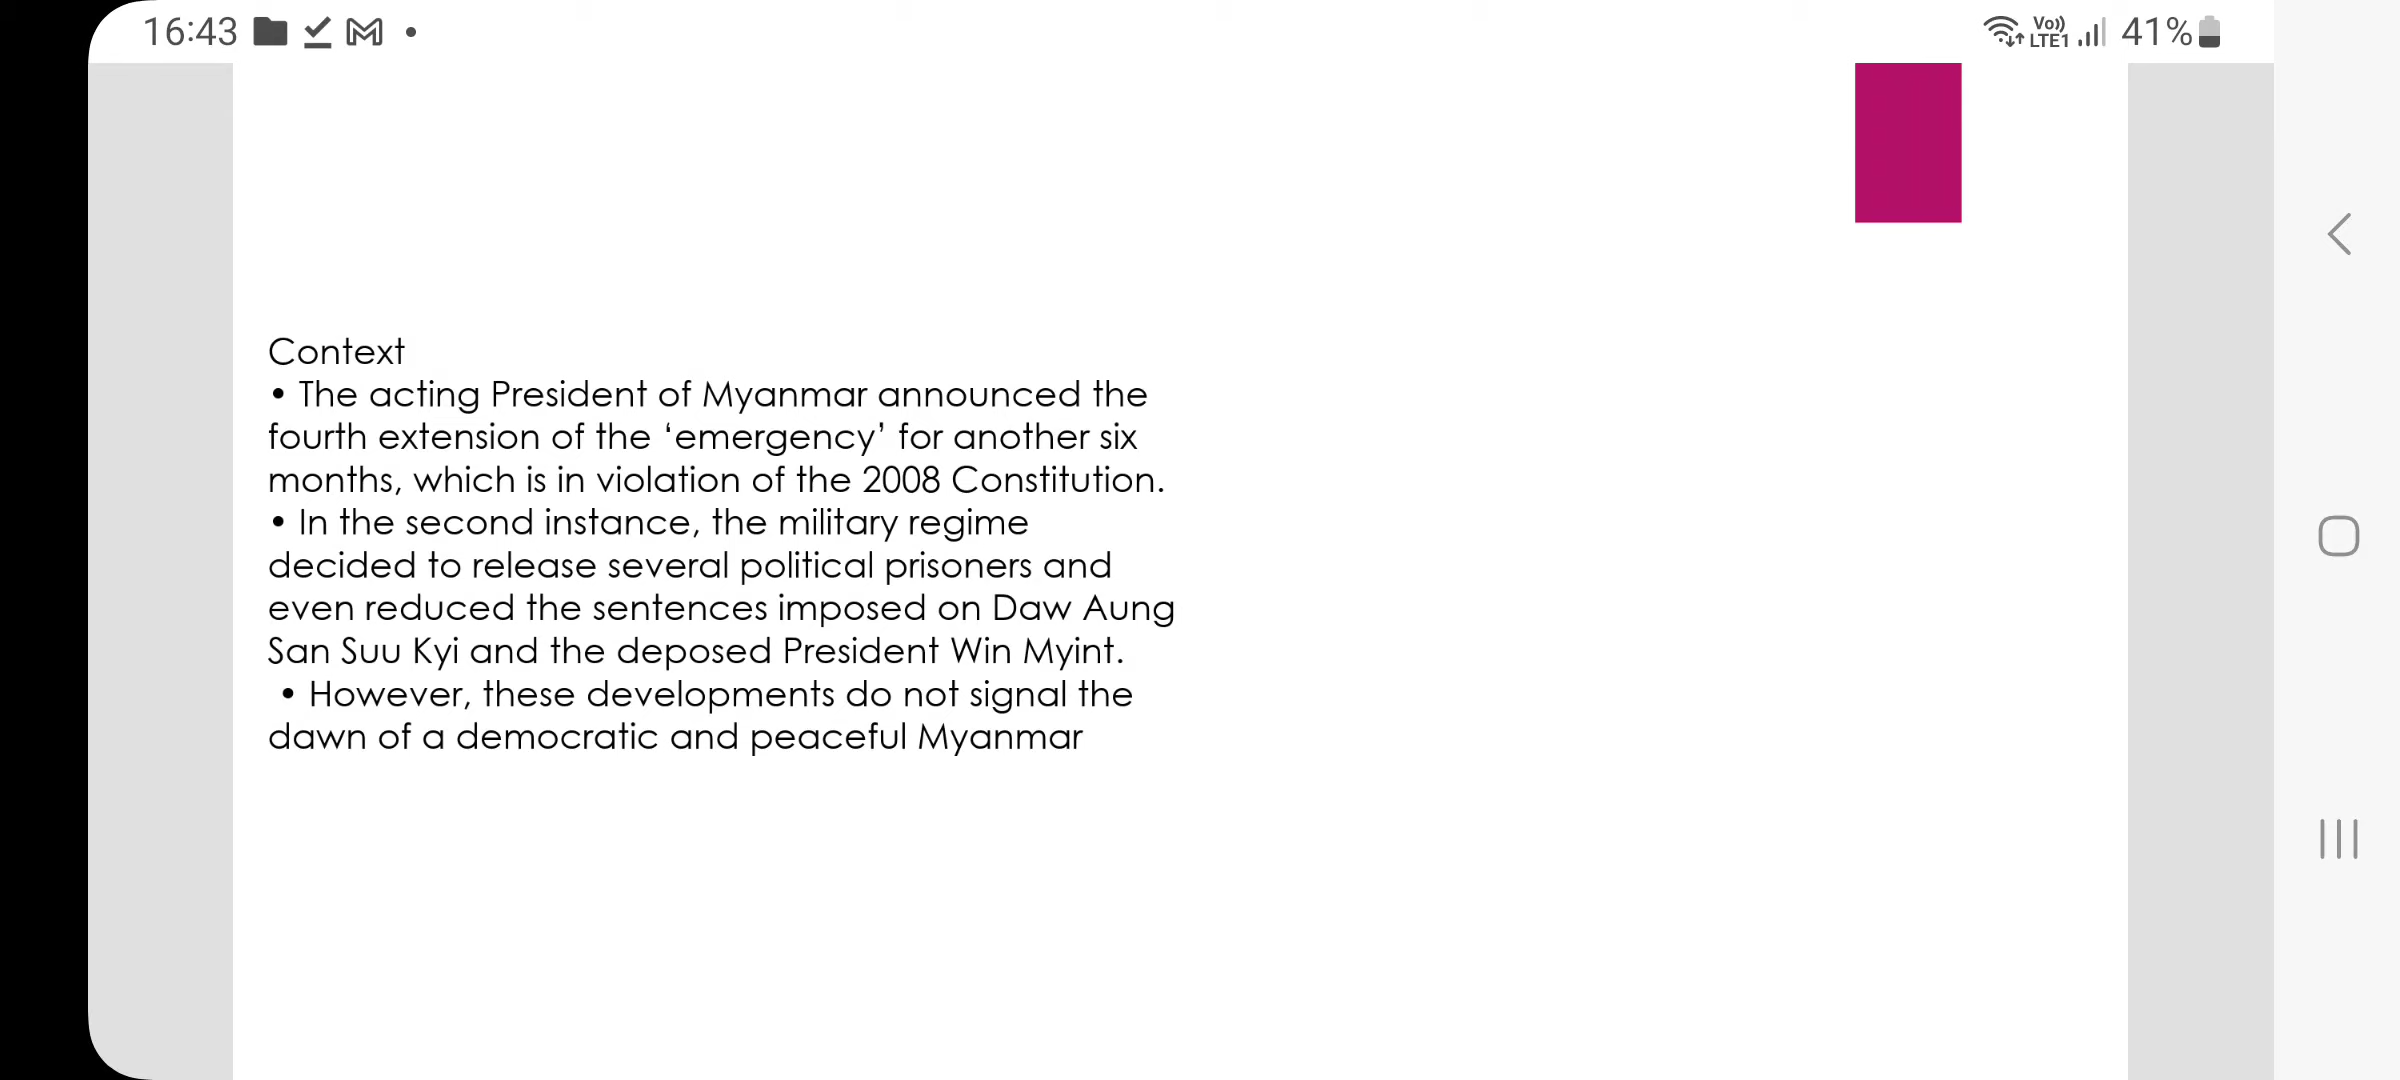 16:43
Vo)) LTE1 41%
Context
• The acting President of Myanmar announced the
fourth extension of the ‘emergency’ for another six
months, which is in violation of the 2008 Constitution.
• In the second instance, the military regime
decided to release several political prisoners and
even reduced the sentences imposed on Daw Aung
San Suu Kyi and the deposed President Win Myint.
• However, these developments do not signal the
dawn of a democratic and peaceful Myanmar